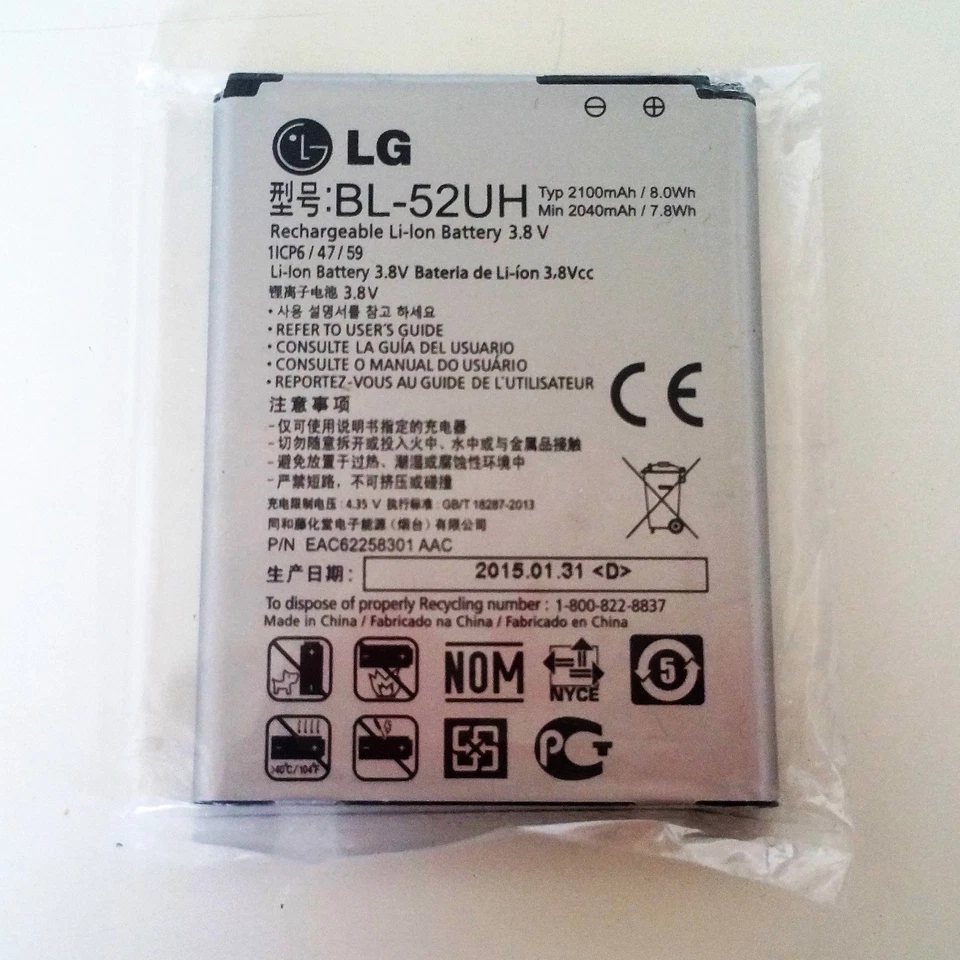 LG
型号:BL-52UH Typ 2100mAh / 8.0Wh
Min 2040mAh / 7.8Wh
Rechargeable Li-Ion Battery 3.8 V
1ICP6 / 47 / 59
Li-Ion Battery 3.8V Bateria de Li-íon 3,8Vcc
锂离子电池 3.8V
• 사용 설명서를 참고 하세요
• REFER TO USER'S GUIDE
• CONSULTE LA GUÍA DEL USUARIO
• CONSULTE O MANUAL DO USUÁRIO
• REPORTEZ-VOUS AU GUIDE DE L'UTILISATEUR
CE
注意事项
-仅可使用说明书指定的充电器
-切勿随意拆开或投入火中、水中或与金属品接触
-避免放置于过热、潮湿或腐蚀性环境中
-严禁短路，不可挤压或碰撞
充电限制电压: 4.35 V 执行标准: GB/T 18287-2013
同和藤化堂电子能源（烟台）有限公司
P/N EAC62258301 AAC
生产日期: 2015.01.31 <D>
To dispose of properly Recycling number : 1-800-822-8837
Made in China / Fabricado na China / Fabricado en China
NOM
NYCE
5
>40℃/104℉
РСТ